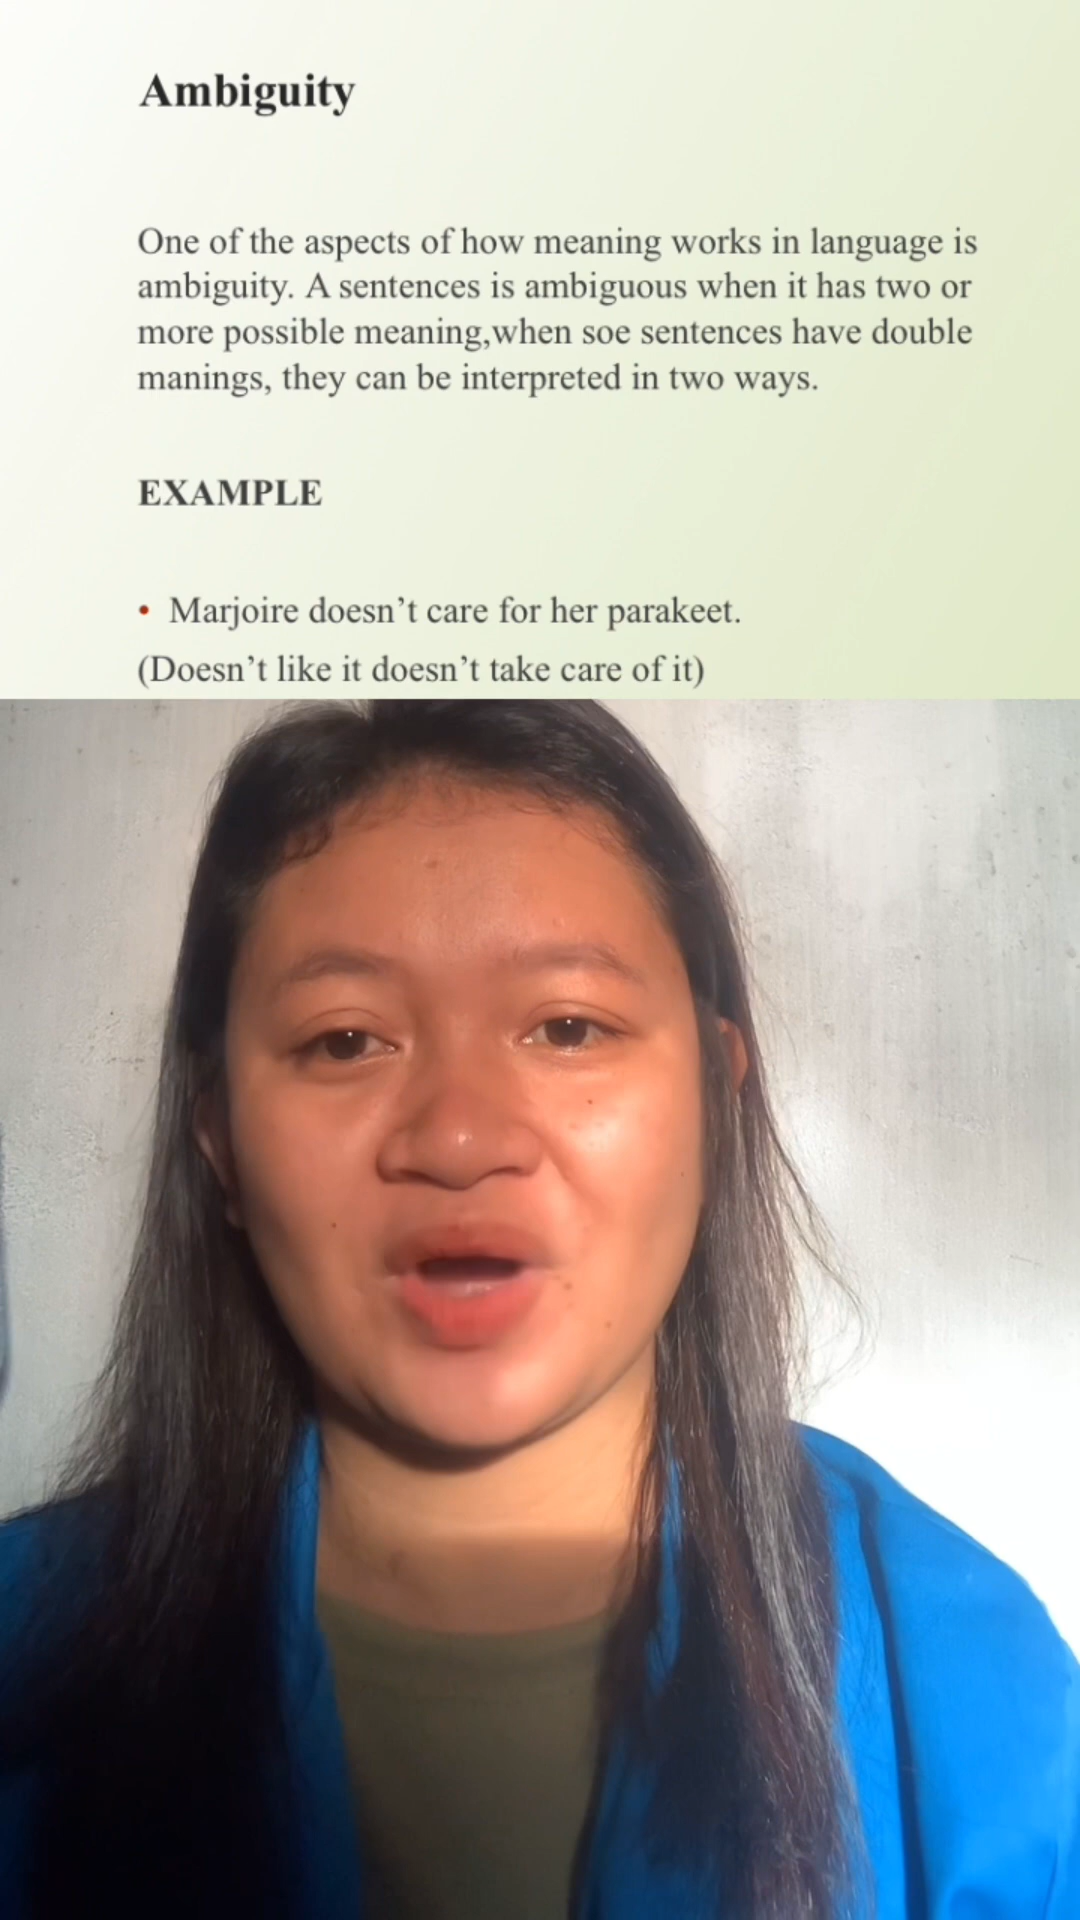 Ambiguity
One of the aspects of how meaning works in language is
ambiguity. A sentences is ambiguous when it has two or
more possible meaning,when soe sentences have double
manings, they can be interpreted in two ways.
EXAMPLE
• Marjoire doesn’t care for her parakeet.
(Doesn’t like it doesn’t take care of it)